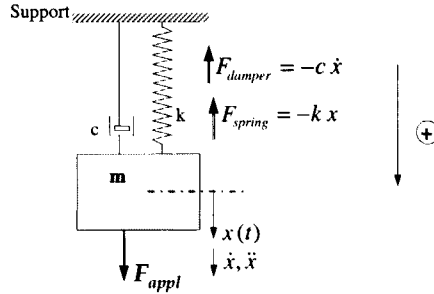 Support
F_damper = −c ẋ
F_spring = −k x
k
c
+
m
x(t)
ẋ, ẍ
F_appl